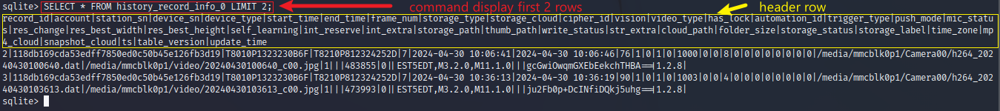 sqlite> SELECT * FROM history_record_info_0 LIMIT 2;
command display first 2 rows
header row
record_id|account|station_sn|device_sn|device_type|start_time|end_time|frame_num|storage_type|storage_cloud|cipher_id|vision|video_type|has_lock|automation_id|trigger_type|push_mode|mic_statu
s|res_change|res_best_width|res_best_height|self_learning|int_reserve|int_extra|storage_path|thumb_path|write_status|str_extra|cloud_path|folder_size|storage_status|storage_label|time_zone|mp
4_cloud|snapshot_cloud|ts|table_version|update_time
2|118db169cda53edff7850ed0c50b45e126fb3d19|T8010P1323230B6F|T8210P812324252D|7|2024-04-30 10:06:41|2024-04-30 10:06:46|76|1|0|1|0|1000|0|0|8|0|0|0|0|0|0|0|/media/mmcblk0p1/Camera00/h264_202
40430100640.dat|/media/mmcblk0p1/video/20240430100640_c00.jpg|1|||483855|0||EST5EDT,M3.2.0,M11.1.0|||gcGwiOwqmGXEbEekchTHBA==|1.2.8|
3|118db169cda53edff7850ed0c50b45e126fb3d19|T8010P1323230B6F|T8210P812324252D|7|2024-04-30 10:36:13|2024-04-30 10:36:19|90|1|0|1|0|1003|0|0|4|0|0|0|0|0|0|0|/media/mmcblk0p1/Camera00/h264_202
40430103613.dat|/media/mmcblk0p1/video/20240430103613_c00.jpg|1|||473993|0||EST5EDT,M3.2.0,M11.1.0|||ju2Fb0p+DcINfiDQkj5uhg==|1.2.8|
sqlite>